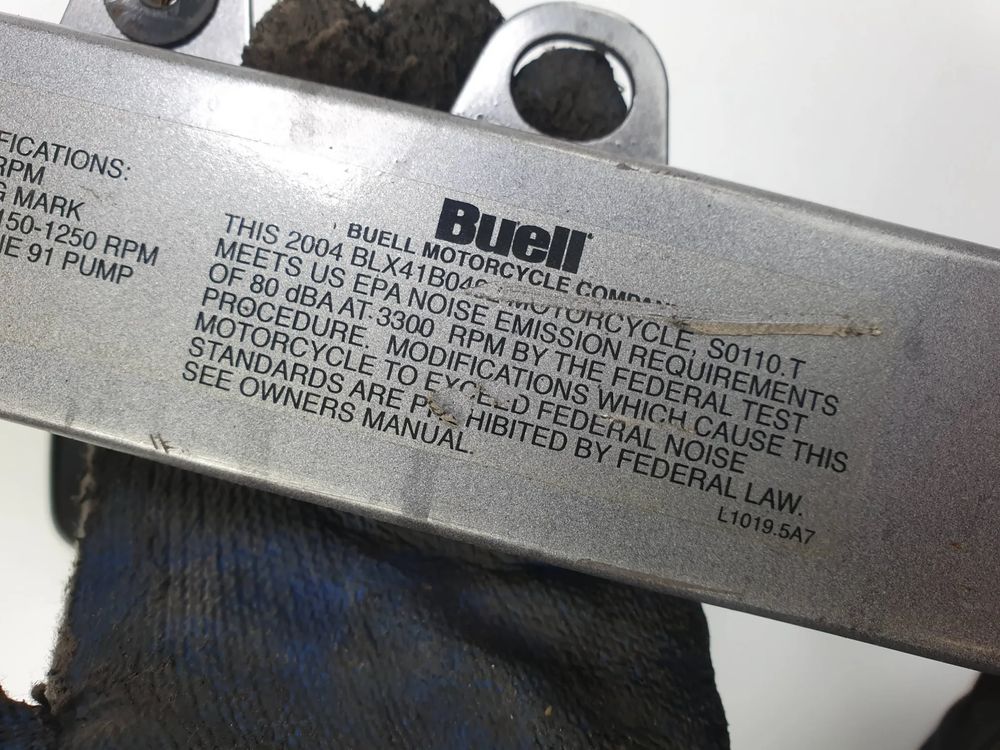 FICATIONS:
RPM
G MARK
150-1250 RPM
NE 91 PUMP
Buell
BUELL MOTORCYCLE COMPANY
THIS 2004 MOTORCYCLE, S0110.T
MEETS US EPA NOISE EMISSION REQUIREMENTS
OF 80 dBA AT 3300 RPM BY THE FEDERAL TEST
PROCEDURE. MODIFICATIONS WHICH CAUSE THIS
MOTORCYCLE TO EXCEED FEDERAL NOISE
STANDARDS ARE PROHIBITED BY FEDERAL LAW.
SEE OWNERS MANUAL.
L1019.5A7